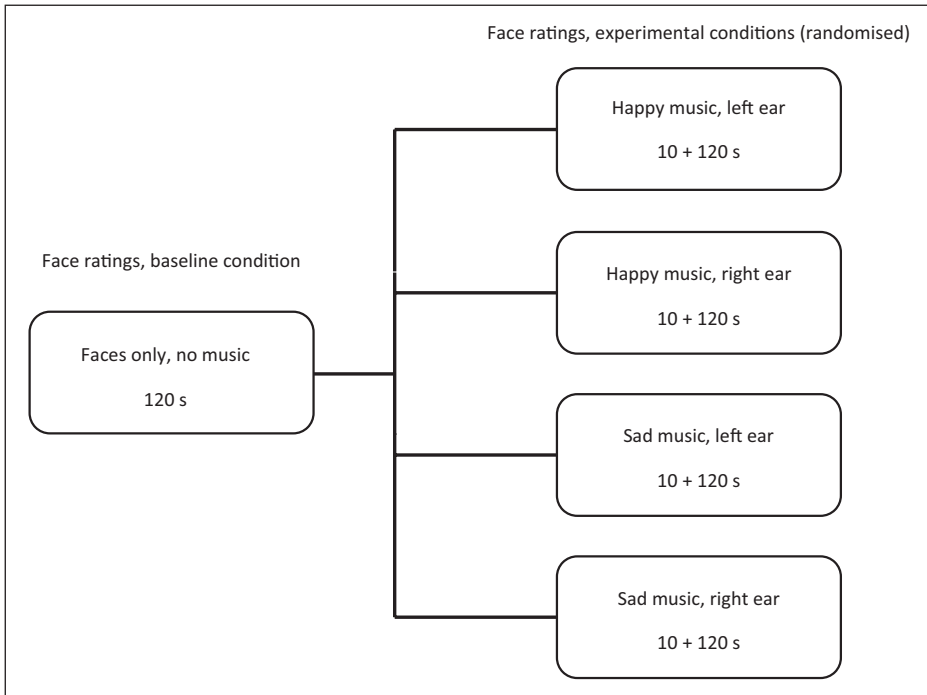 Face ratings, experimental conditions (randomised)
Happy music, left ear
10 + 120 s
Happy music, right ear
10 + 120 s
Face ratings, baseline condition
Faces only, no music
120 s
Sad music, left ear
10 + 120 s
Sad music, right ear
10 + 120 s